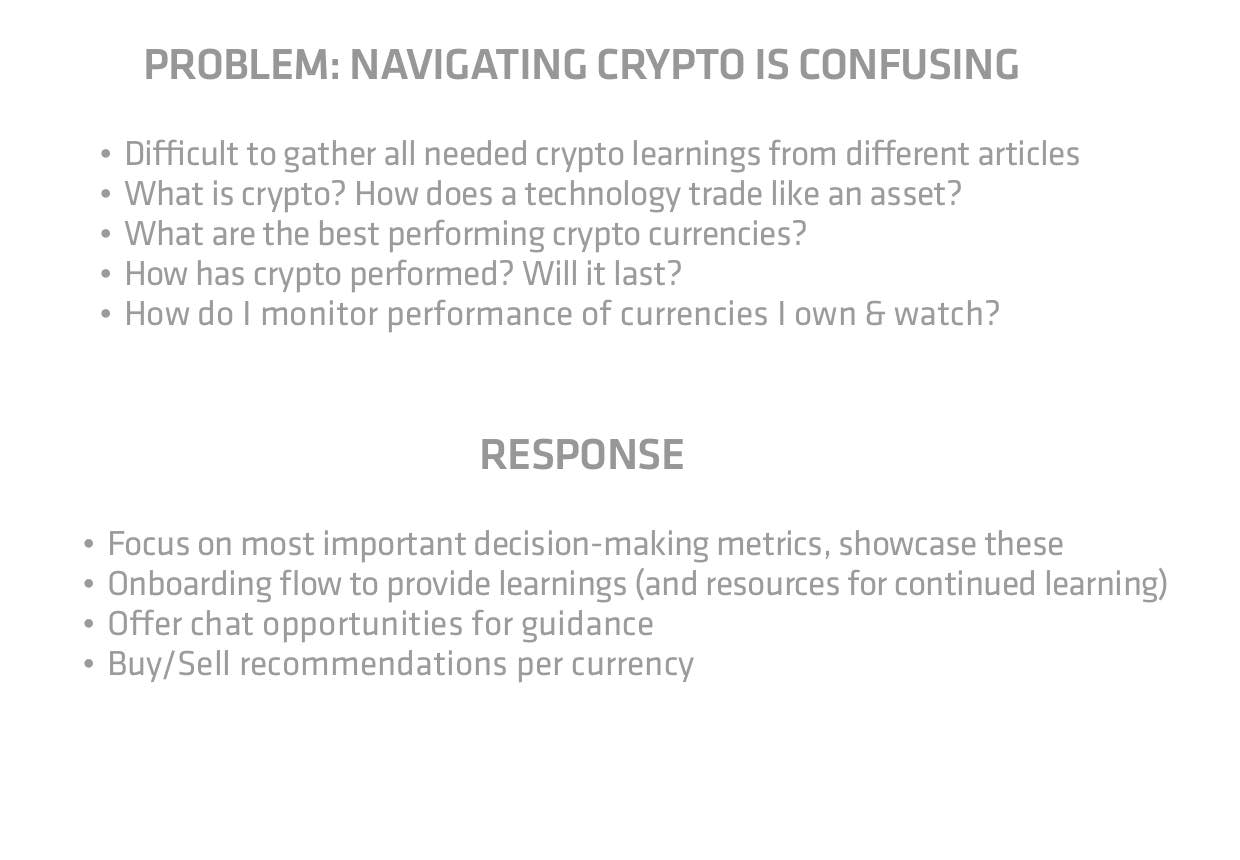 PROBLEM: NAVIGATING CRYPTO IS CONFUSING
• Difficult to gather all needed crypto learnings from different articles
• What is crypto? How does a technology trade like an asset?
• What are the best performing crypto currencies?
• How has crypto performed? Will it last?
• How do I monitor performance of currencies I own & watch?
RESPONSE
• Focus on most important decision-making metrics, showcase these
• Onboarding flow to provide learnings (and resources for continued learning)
• Offer chat opportunities for guidance
• Buy/Sell recommendations per currency